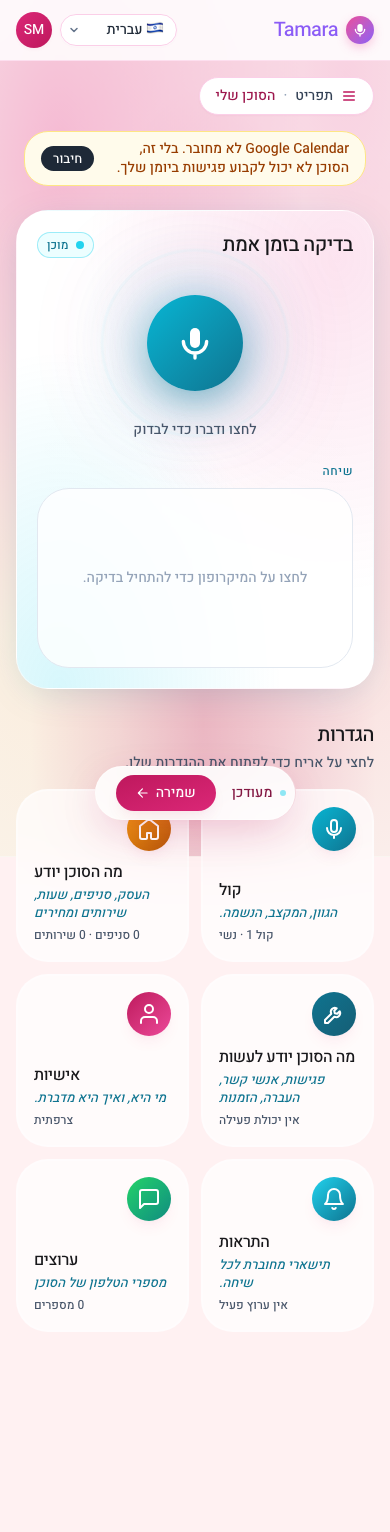 Tamara
עברית
SM
תפריט · הסוכן שלי
Google Calendar לא מחובר. בלי זה,
הסוכן לא יכול לקבוע פגישות ביומן שלך.
חיבור
בדיקה בזמן אמת
מוכן
לחצו ודברו כדי לבדוק
שיחה
לחצו על המיקרופון כדי להתחיל בדיקה.
הגדרות
לחצי על אריח כדי לפתוח את ההגדרות שלו.
מעודכן
שמירה
קול
הגוון, המקצב, הנשמה.
קול 1 · נשי
מה הסוכן יודע
העסק, סניפים, שעות,
שירותים ומחירים
0 סניפים · 0 שירותים
מה הסוכן יודע לעשות
פגישות, אנשי קשר,
העברה, הזמנות
אין יכולת פעילה
אישיות
מי היא, ואיך היא מדברת.
צרפתית
התראות
תישארי מחוברת לכל
שיחה.
אין ערוץ פעיל
ערוצים
מספרי הטלפון של הסוכן
0 מספרים